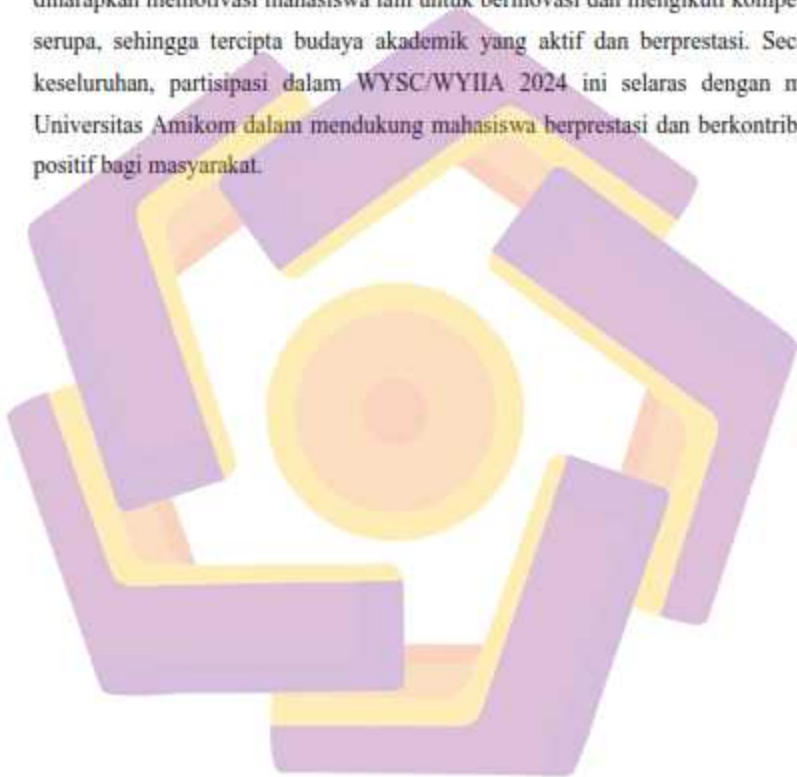 diharapkan memotivasi mahasiswa lain untuk berinovasi dan mengikuti kompe
serupa, sehingga tercipta budaya akademik yang aktif dan berprestasi. Sec
keseluruhan, partisipasi dalam WYSC/WYIIA 2024 ini selaras dengan m
Universitas Amikom dalam mendukung mahasiswa berprestasi dan berkontrib
positif bagi masyarakat.